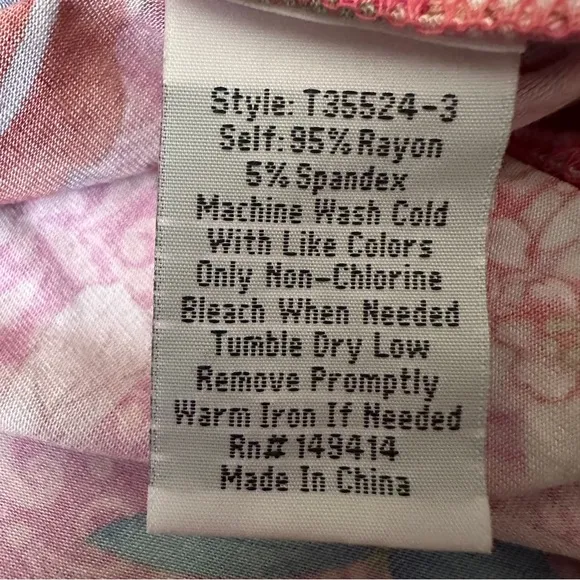 Style: T35524-3
Self: 95% Rayon
5% Spandex
Machine Wash Cold
With Like Colors
Only Non-Chlorine
Bleach When Needed
Tumble Dry Low
Remove Promptly
Warm Iron If Needed
Rn# 149414
Made In China